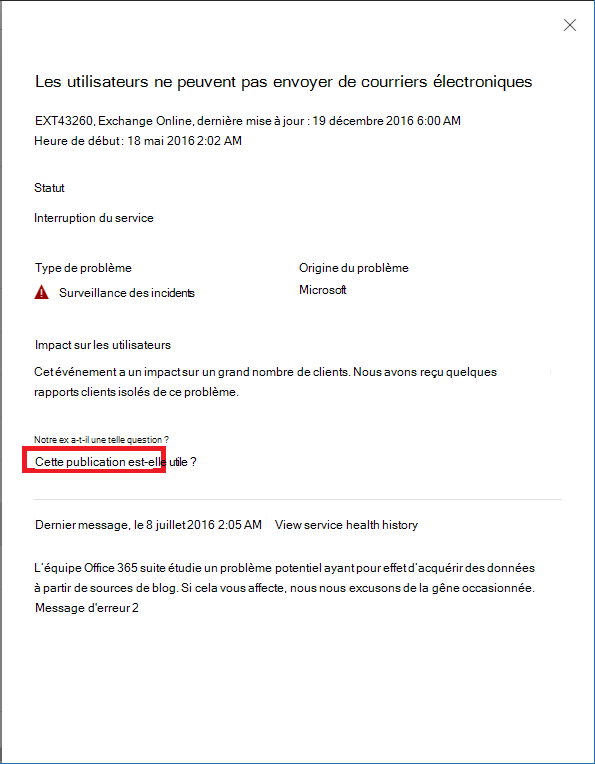 Les utilisateurs ne peuvent pas envoyer de courriers électroniques
EXT43260, Exchange Online, dernière mise à jour : 19 décembre 2016 6:00 AM
Heure de début : 18 mai 2016 2:02 AM
Statut
Interruption du service
Type de problème
Origine du problème
Surveillance des incidents
Microsoft
Impact sur les utilisateurs
Cet événement a un impact sur un grand nombre de clients. Nous avons reçu quelques
rapports clients isolés de ce problème.
Notre ex a-t-il une telle question ?
Cette publication est-elle utile ?
Dernier message, le 8 juillet 2016 2:05 AM View service health history
L'équipe Office 365 suite étudie un problème potentiel ayant pour effet d'acquérir des données
à partir de sources de blog. Si cela vous affecte, nous nous excusons de la gêne occasionnée.
Message d'erreur 2